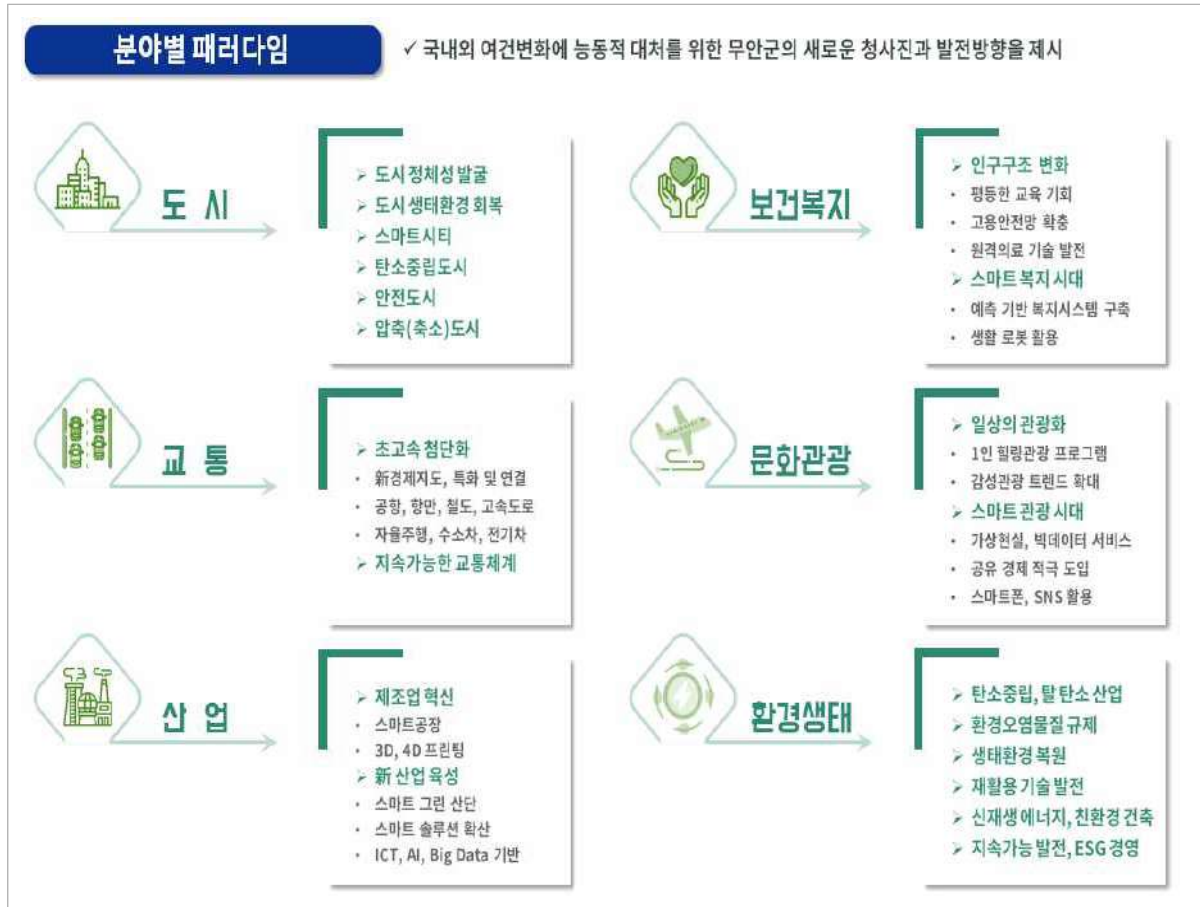 분야별 패러다임
✓ 국내외 여건변화에 능동적 대처를 위한 무안군의 새로운 청사진과 발전방향을 제시
도시
➢ 도시 정체성 발굴
➢ 도시 생태환경 회복
➢ 스마트시티
➢ 탄소중립도시
➢ 안전도시
➢ 압축(축소)도시
보건복지
➢ 인구구조 변화
• 평등한 교육 기회
• 고용안전망 확충
• 원격의료 기술 발전
➢ 스마트 복지 시대
• 예측 기반 복지시스템 구축
• 생활 로봇 활용
교통
➢ 초고속 첨단화
• 新경제지도, 특화 및 연결
• 공항, 항만, 철도, 고속도로
• 자율주행, 수소차, 전기차
➢ 지속가능한 교통체계
문화관광
➢ 일상의 관광화
• 1인 힐링관광 프로그램
• 감성관광 트렌드 확대
➢ 스마트 관광 시대
• 가상현실, 빅데이터 서비스
• 공유 경제 적극 도입
• 스마트폰, SNS 활용
산업
➢ 제조업 혁신
• 스마트공장
• 3D, 4D 프린팅
➢ 新 산업 육성
• 스마트 그린 산단
• 스마트 솔루션 확산
• ICT, AI, Big Data 기반
환경생태
➢ 탄소중립, 탈 탄소 산업
➢ 환경오염물질 규제
➢ 생태환경 복원
➢ 재활용 기술 발전
➢ 신재생 에너지, 친환경 건축
➢ 지속가능 발전, ESG 경영